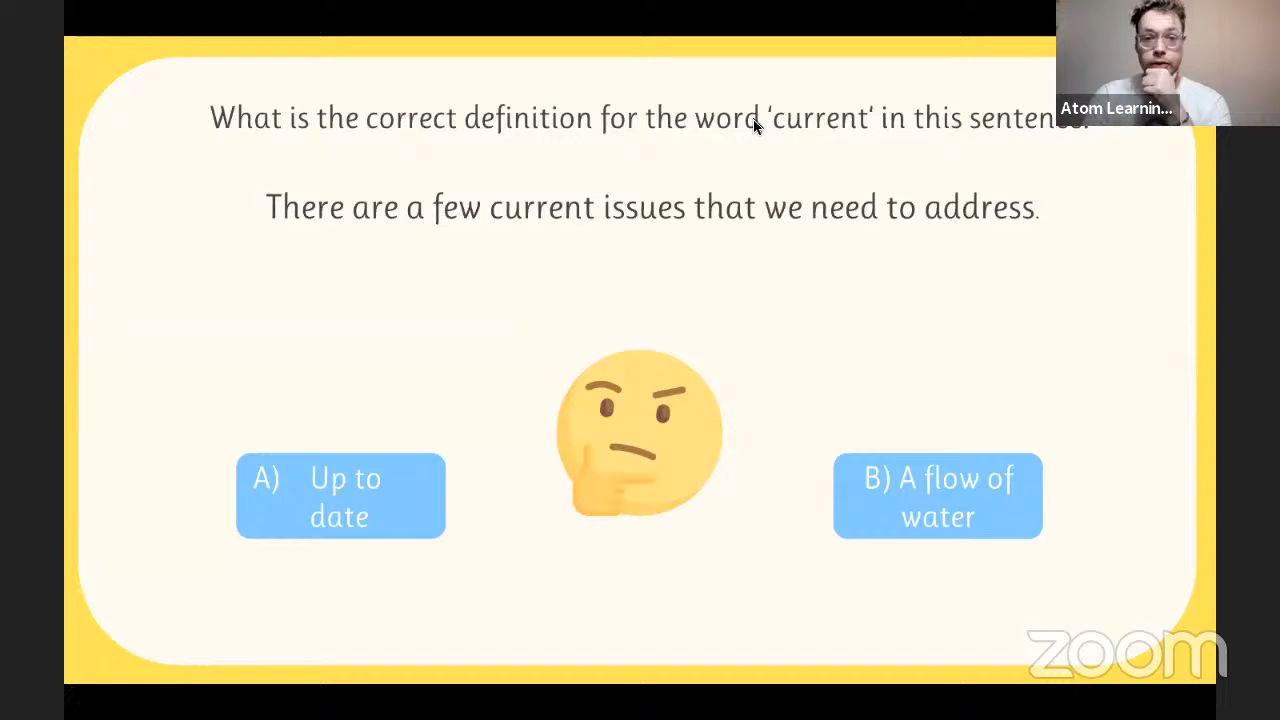 What is the correct definition for the word 'current' in this
There are a few current issues that we need to address.
A) Up to
date
B) A flow of
water
Atom Learnin...
zoom